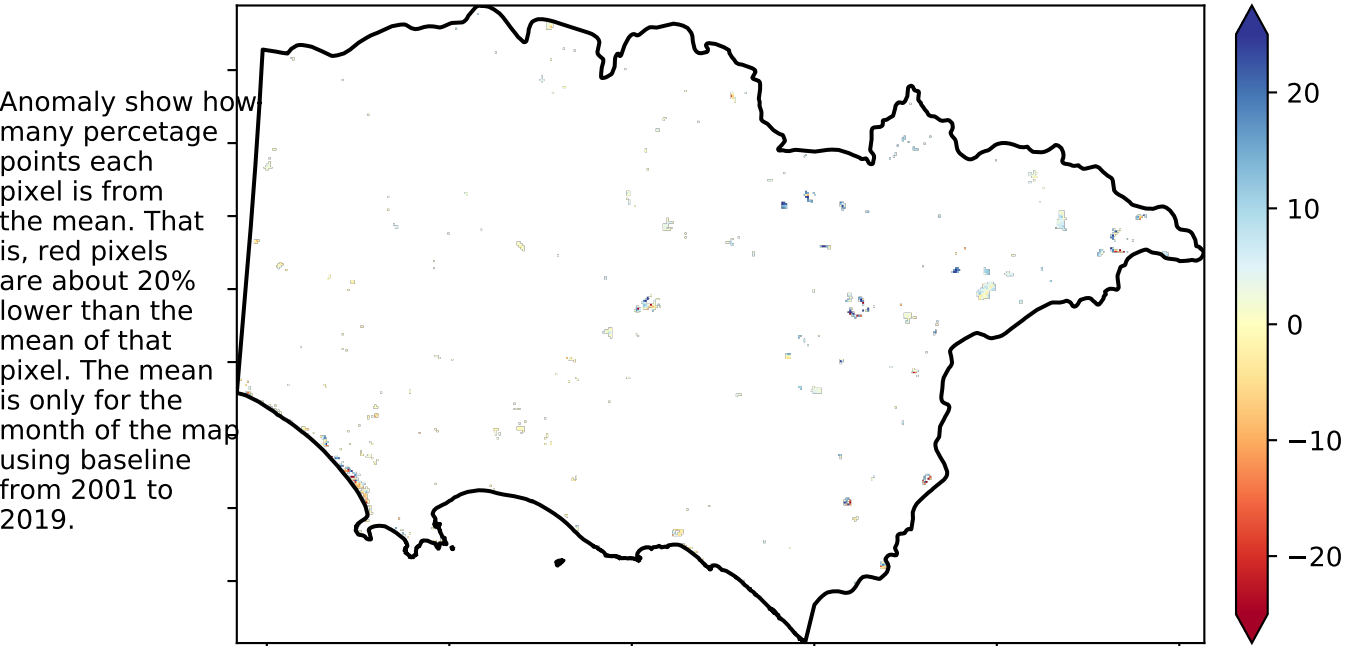 Anomaly show how
many percetage
points each
pixel is from
the mean. That
is, red pixels
are about 20%
lower than the
mean of that
pixel. The mean
is only for the
month of the map
using baseline
from 2001 to
2019.
20
10
0
−10
−20